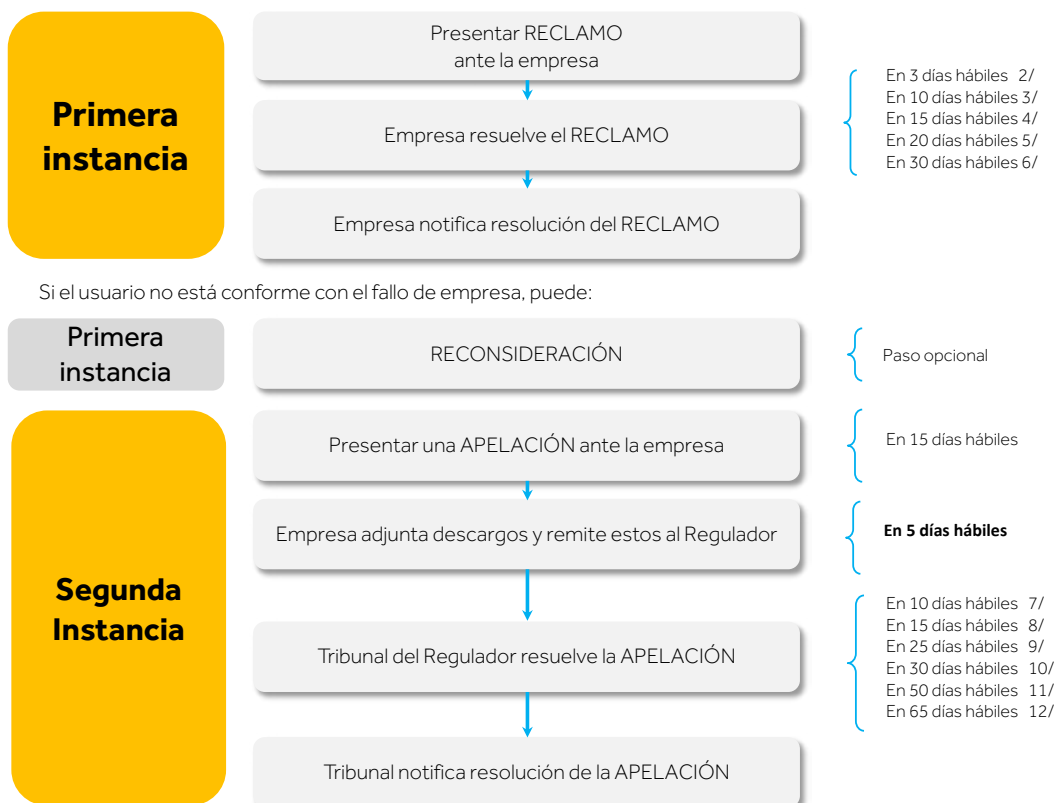 Primera
instancia
Presentar RECLAMO
ante la empresa
Empresa resuelve el RECLAMO
En 3 días hábiles 2/
En 10 días hábiles 3/
En 15 días hábiles 4/
En 20 días hábiles 5/
En 30 días hábiles 6/
Empresa notifica resolución del RECLAMO
Si el usuario no está conforme con el fallo de empresa, puede:
Primera
instancia
RECONSIDERACIÓN
Paso opcional
Segunda
Instancia
Presentar una APELACIÓN ante la empresa
En 15 días hábiles
Empresa adjunta descargos y remite estos al Regulador
En 5 días hábiles
Tribunal del Regulador resuelve la APELACIÓN
En 10 días hábiles 7/
En 15 días hábiles 8/
En 25 días hábiles 9/
En 30 días hábiles 10/
En 50 días hábiles 11/
En 65 días hábiles 12/
Tribunal notifica resolución de la APELACIÓN